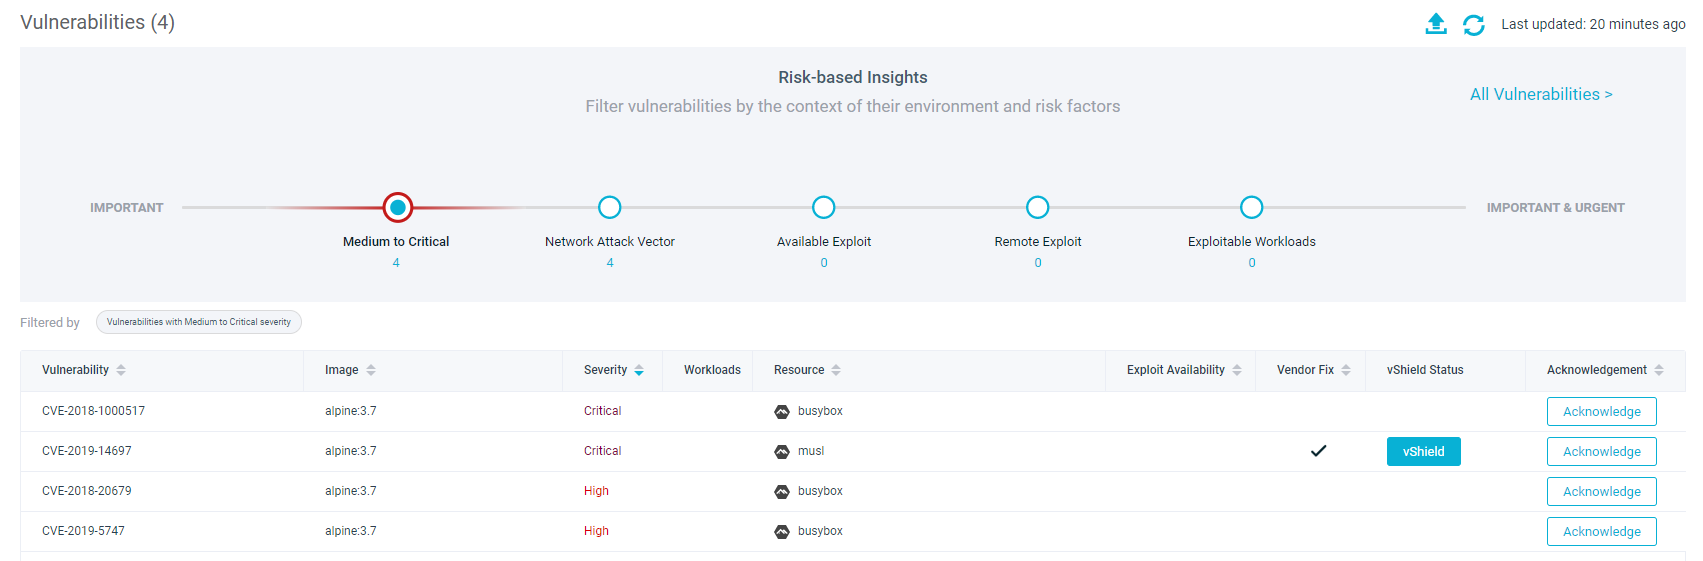 Vulnerabilities (4)
Last updated: 20 minutes ago
Risk-based Insights
Filter vulnerabilities by the context of their environment and risk factors
All Vulnerabilities >
IMPORTANT
IMPORTANT & URGENT
Medium to Critical
4
Network Attack Vector
4
Available Exploit
0
Remote Exploit
0
Exploitable Workloads
0
Filtered by Vulnerabilities with Medium to Critical severity
Vulnerability Image Severity Workloads Resource Exploit Availability Vendor Fix vShield Status Acknowledgement
CVE-2018-1000517 alpine:3.7 Critical busybox Acknowledge
CVE-2019-14697 alpine:3.7 Critical musl vShield Acknowledge
CVE-2018-20679 alpine:3.7 High busybox Acknowledge
CVE-2019-5747 alpine:3.7 High busybox Acknowledge